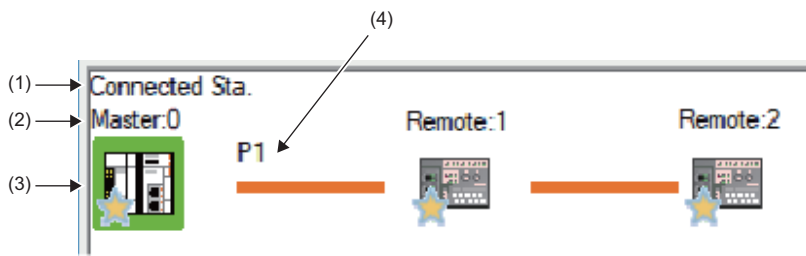 (4)
(1) Connected Sta.
(2) Master:0 Remote:1 Remote:2
P1
(3)